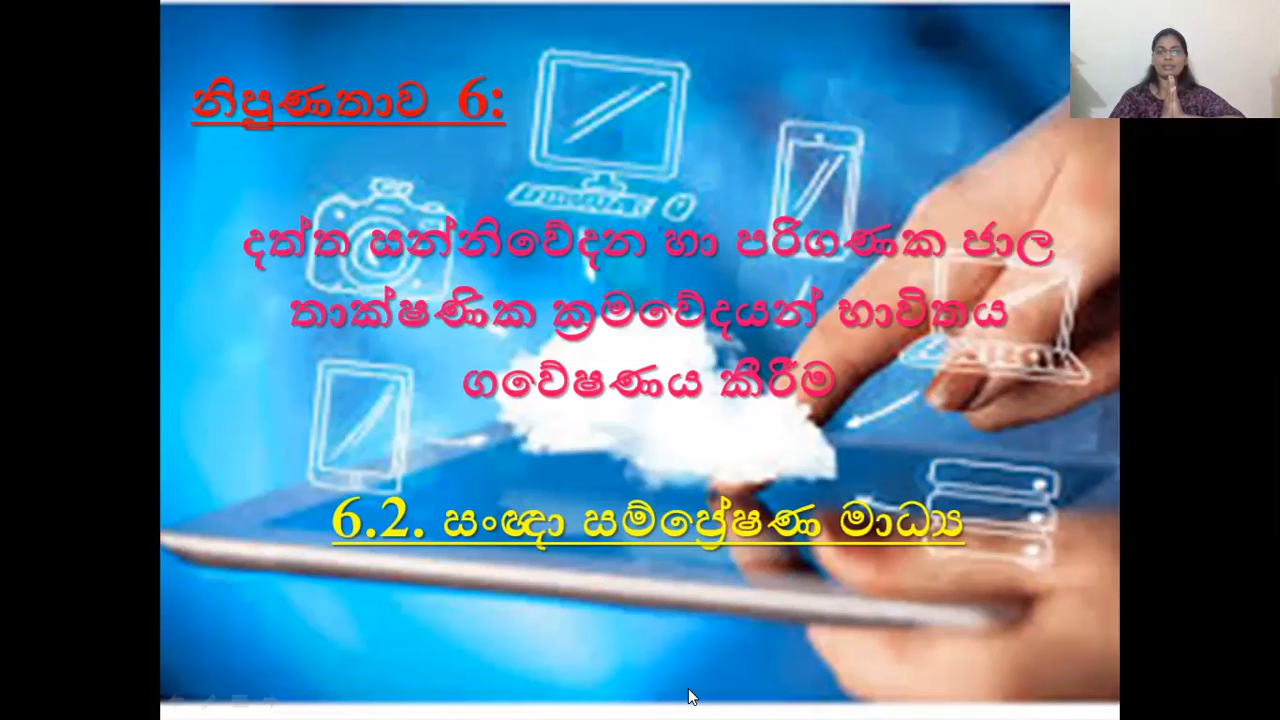 නිපුණතාව 6:
දත්ත සන්නිවේදන හා පරිගණක ජාල
තාක්ෂණික ක්‍රමවේදයන් භාවිතය
ගවේෂණය කිරීම
6.2. සංඥා සම්ප්‍රේෂණ මාධ්‍ය